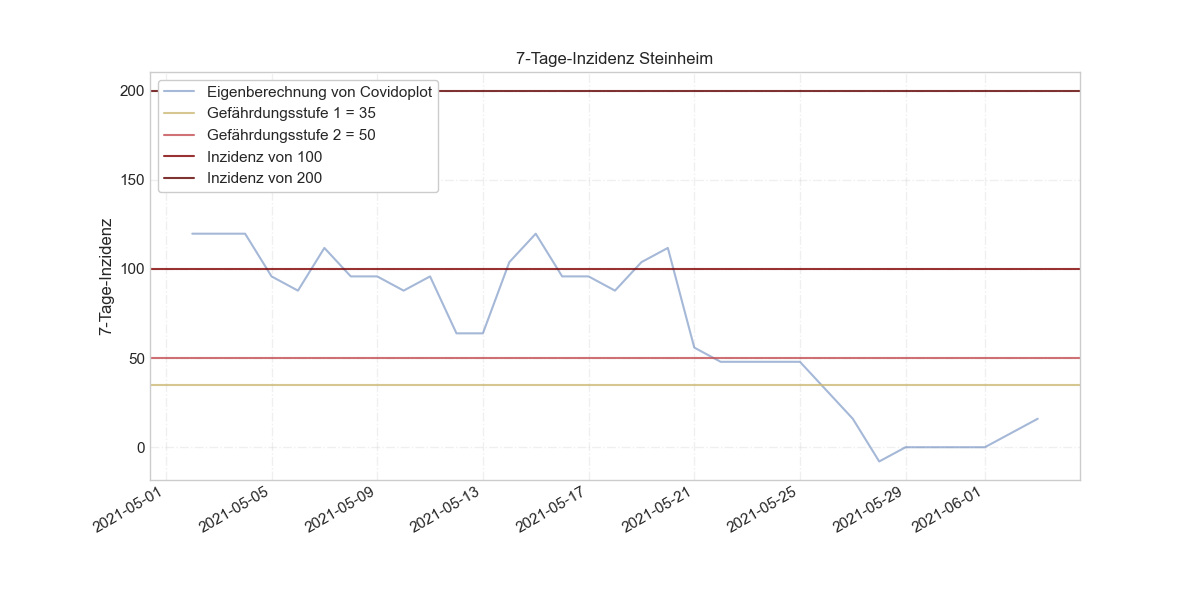 7-Tage-Inzidenz Steinheim
Eigenberechnung von Covidoplot
Gefährdungsstufe 1 = 35
Gefährdungsstufe 2 = 50
Inzidenz von 100
Inzidenz von 200
7-Tage-Inzidenz
200
150
100
50
0
2021-05-01
2021-05-05
2021-05-09
2021-05-13
2021-05-17
2021-05-21
2021-05-25
2021-05-29
2021-06-01